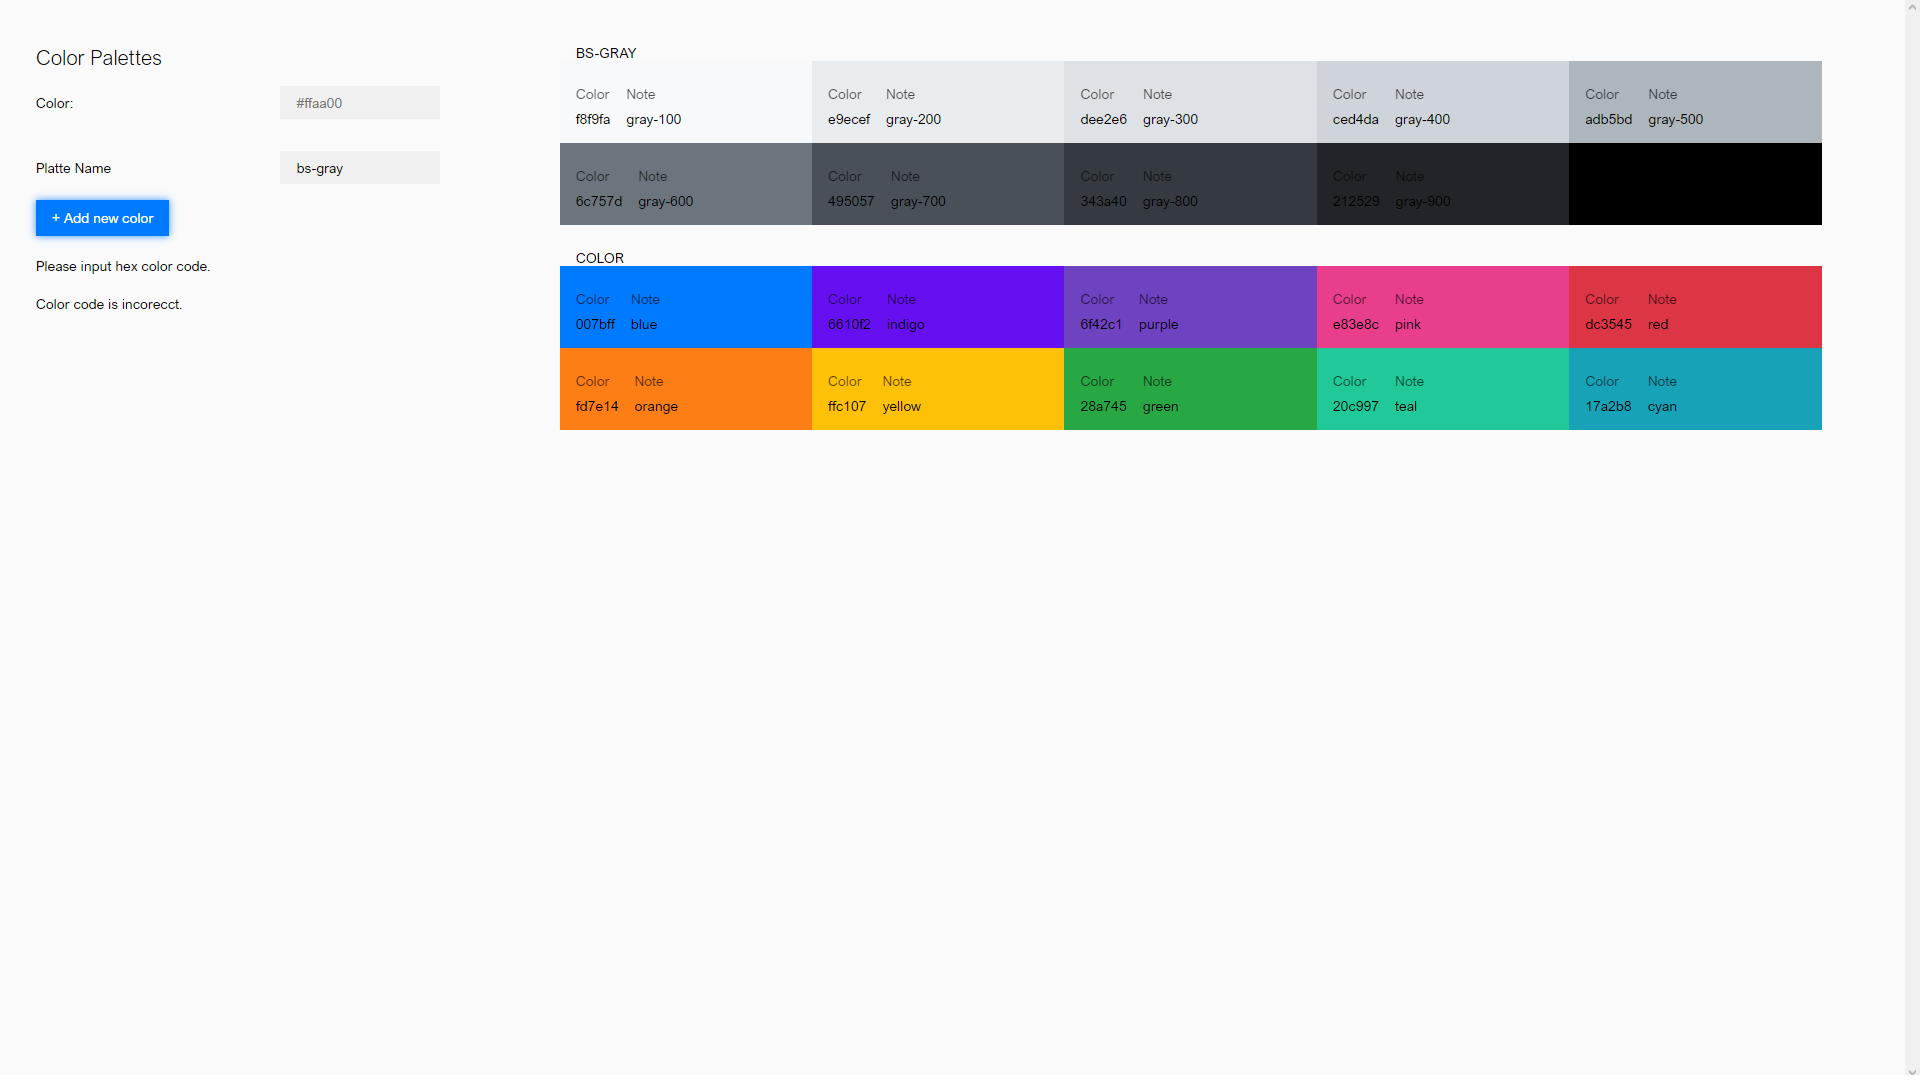 Color Palettes
Color:
#ffaa00
Platte Name
bs-gray
+ Add new color
Please input hex color code.
Color code is incorecct.
BS-GRAY
Color Note
f8f9fa gray-100
Color Note
e9ecef gray-200
Color Note
dee2e6 gray-300
Color Note
ced4da gray-400
Color Note
adb5bd gray-500
Color Note
6c757d gray-600
Color Note
495057 gray-700
Color Note
343a40 gray-800
Color Note
212529 gray-900
COLOR
Color Note
007bff blue
Color Note
6610f2 indigo
Color Note
6f42c1 purple
Color Note
e83e8c pink
Color Note
dc3545 red
Color Note
fd7e14 orange
Color Note
ffc107 yellow
Color Note
28a745 green
Color Note
20c997 teal
Color Note
17a2b8 cyan